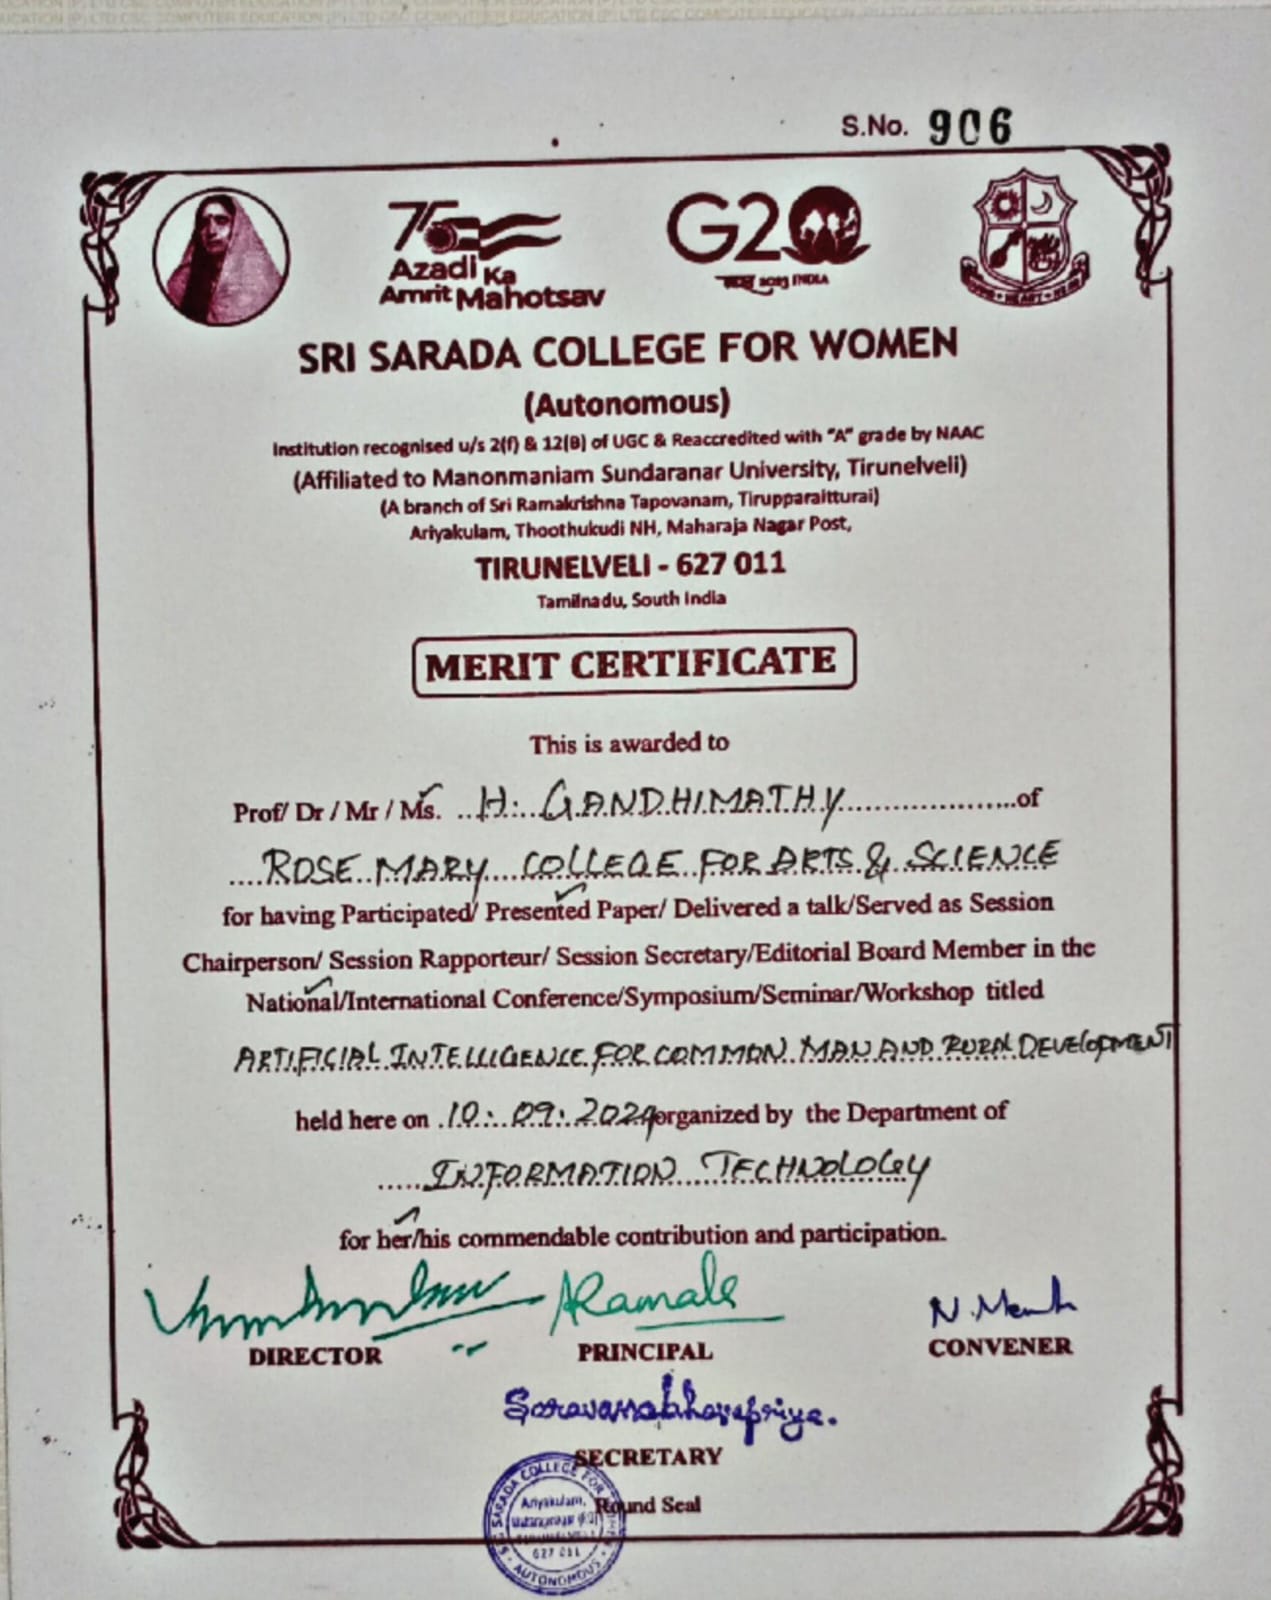 S.No. 906
75
Azadi Ka
Amrit Mahotsav
G20
2023 INDIA
SRI SARADA COLLEGE FOR WOMEN
(Autonomous)
Institution recognised u/s 2(f) & 12(B) of UGC & Reaccredited with "A" grade by NAAC
(Affiliated to Manonmaniam Sundaranar University, Tirunelveli)
(A branch of Sri Ramakrishna Tapovanam, Tirupparaitturai)
Ariyakulam, Thoothukudi NH, Maharaja Nagar Post,
TIRUNELVELI - 627 011
Tamilnadu, South India
MERIT CERTIFICATE
This is awarded to
Prof/ Dr / Mr / Ms. H. GANDHIMATHY of
ROSE MARY COLLEGE FOR ARTS & SCIENCE
for having Participated/ Presented Paper/ Delivered a talk/Served as Session
Chairperson/ Session Rapporteur/ Session Secretary/Editorial Board Member in the
National/International Conference/Symposium/Seminar/Workshop titled
ARTIFICIAL INTELLIGENCE FOR COMMON MAN AND RURAL DEVELOPMENT
held here on 10. 09. 2024 organized by the Department of
INFORMATION TECHNOLOGY
for her/his commendable contribution and participation.
DIRECTOR
PRINCIPAL
N.
CONVENER
Saravanabhavapriya.
SECRETARY
Round Seal
SRI SARADA COLLEGE FOR WOMEN
Ariyakulam,
627 011
AUTONOMOUS